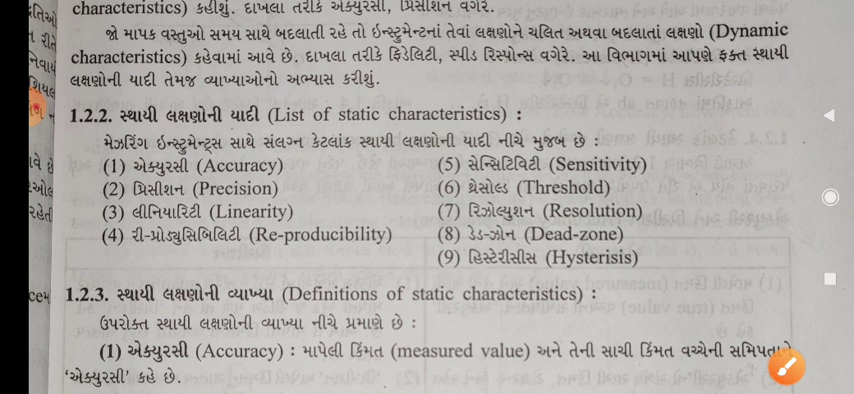 characteristics) કહીશું. દાખલા તરીકે એક્યુરસી, પ્રિસીશન વગેરે.
જો માપક વસ્તુઓ સમય સાથે બદલાતી રહે તો ઇન્સ્ટ્રુમેન્ટનાં તેવાં લક્ષણોને ચલિત અથવા બદલાતાં લક્ષણો (Dynamic
characteristics) કહેવામાં આવે છે. દાખલા તરીકે ફિડેલિટી, સ્પીડ રિસ્પોન્સ વગેરે. આ વિભાગમાં આપણે ફક્ત સ્થાયી
લક્ષણોની યાદી તેમજ વ્યાખ્યાઓનો અભ્યાસ કરીશું.
1.2.2. સ્થાયી લક્ષણોની યાદી (List of static characteristics) :
મેઝરિંગ ઇન્સ્ટ્રુમેન્ટ્સ સાથે સંલગ્ન કેટલાંક સ્થાયી લક્ષણોની યાદી નીચે મુજબ છે :
(1) એક્યુરસી (Accuracy)
(2) પ્રિસીશન (Precision)
(3) લીનિયારિટી (Linearity)
(4) રી-પ્રોડ્યુસિબિલિટી (Re-producibility)
(5) સેન્સિટિવિટી (Sensitivity)
(6) થ્રેસોલ્ડ (Threshold)
(7) રિઝોલ્યુશન (Resolution)
(8) ડેડ-ઝોન (Dead-zone)
(9) હિસ્ટેરીસીસ (Hysterisis)
1.2.3. સ્થાયી લક્ષણોની વ્યાખ્યા (Definitions of static characteristics) :
ઉપરોક્ત સ્થાયી લક્ષણોની વ્યાખ્યા નીચે પ્રમાણે છે :
(1) એક્યુરસી (Accuracy) : માપેલી કિંમત (measured value) અને તેની સાચી કિંમત વચ્ચેની સમિપતાને
‘એક્યુરસી’ કહે છે.